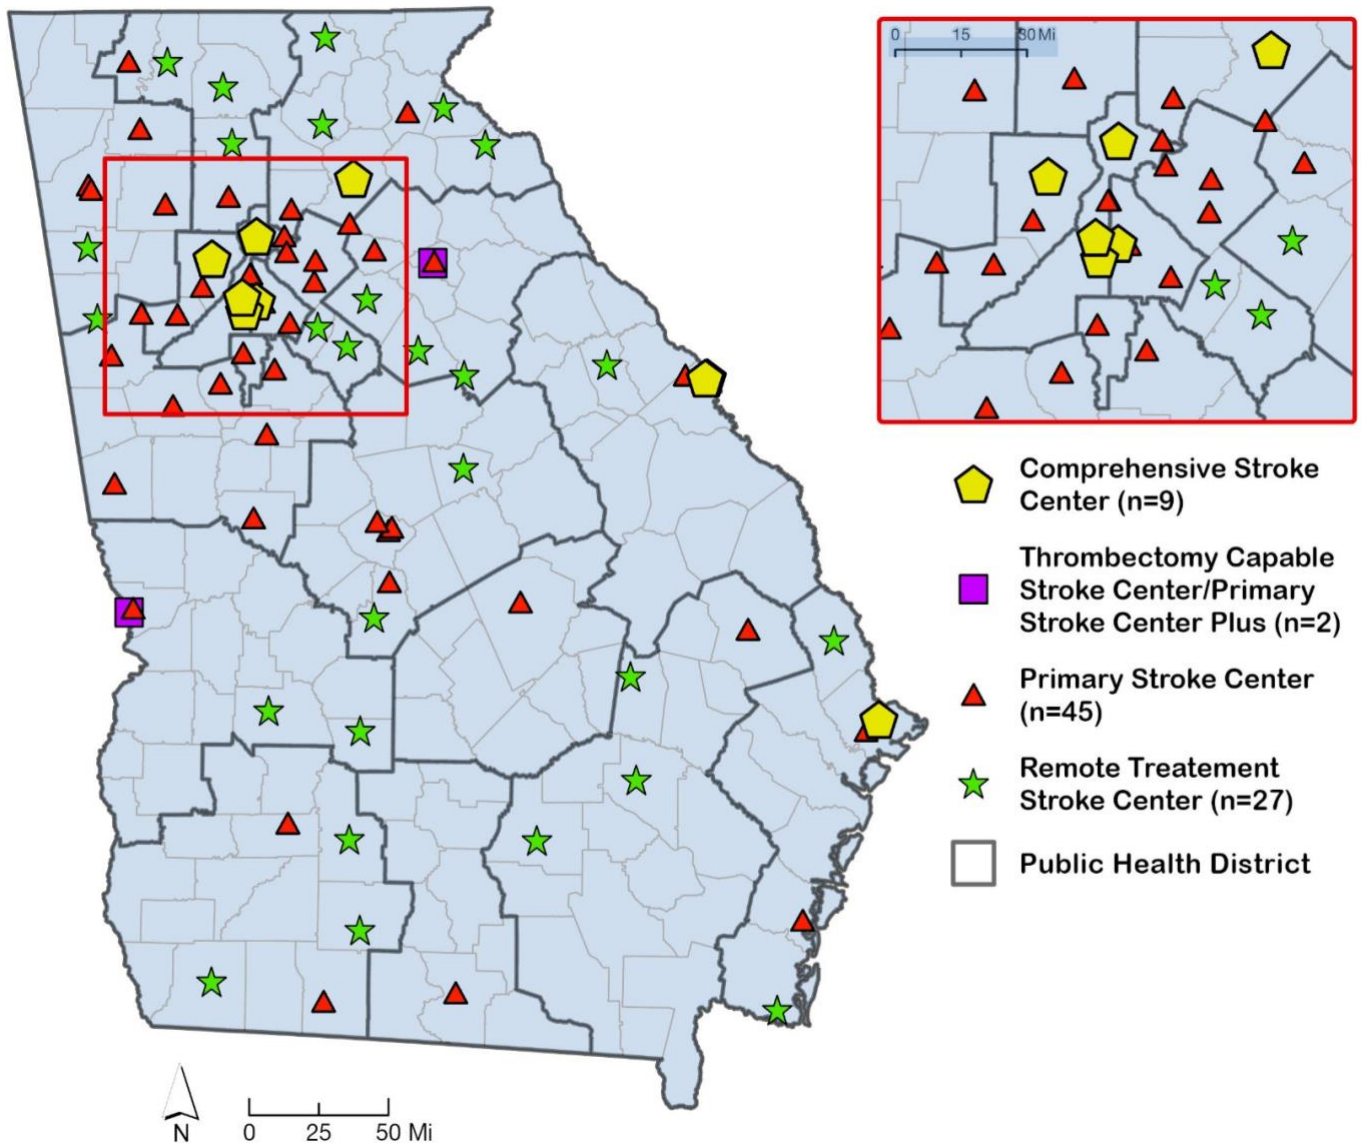 0 15 30 Mi
Comprehensive Stroke
Center (n=9)
Thrombectomy Capable
Stroke Center/Primary
Stroke Center Plus (n=2)
Primary Stroke Center
(n=45)
Remote Treatement
Stroke Center (n=27)
Public Health District
N
0 25 50 Mi